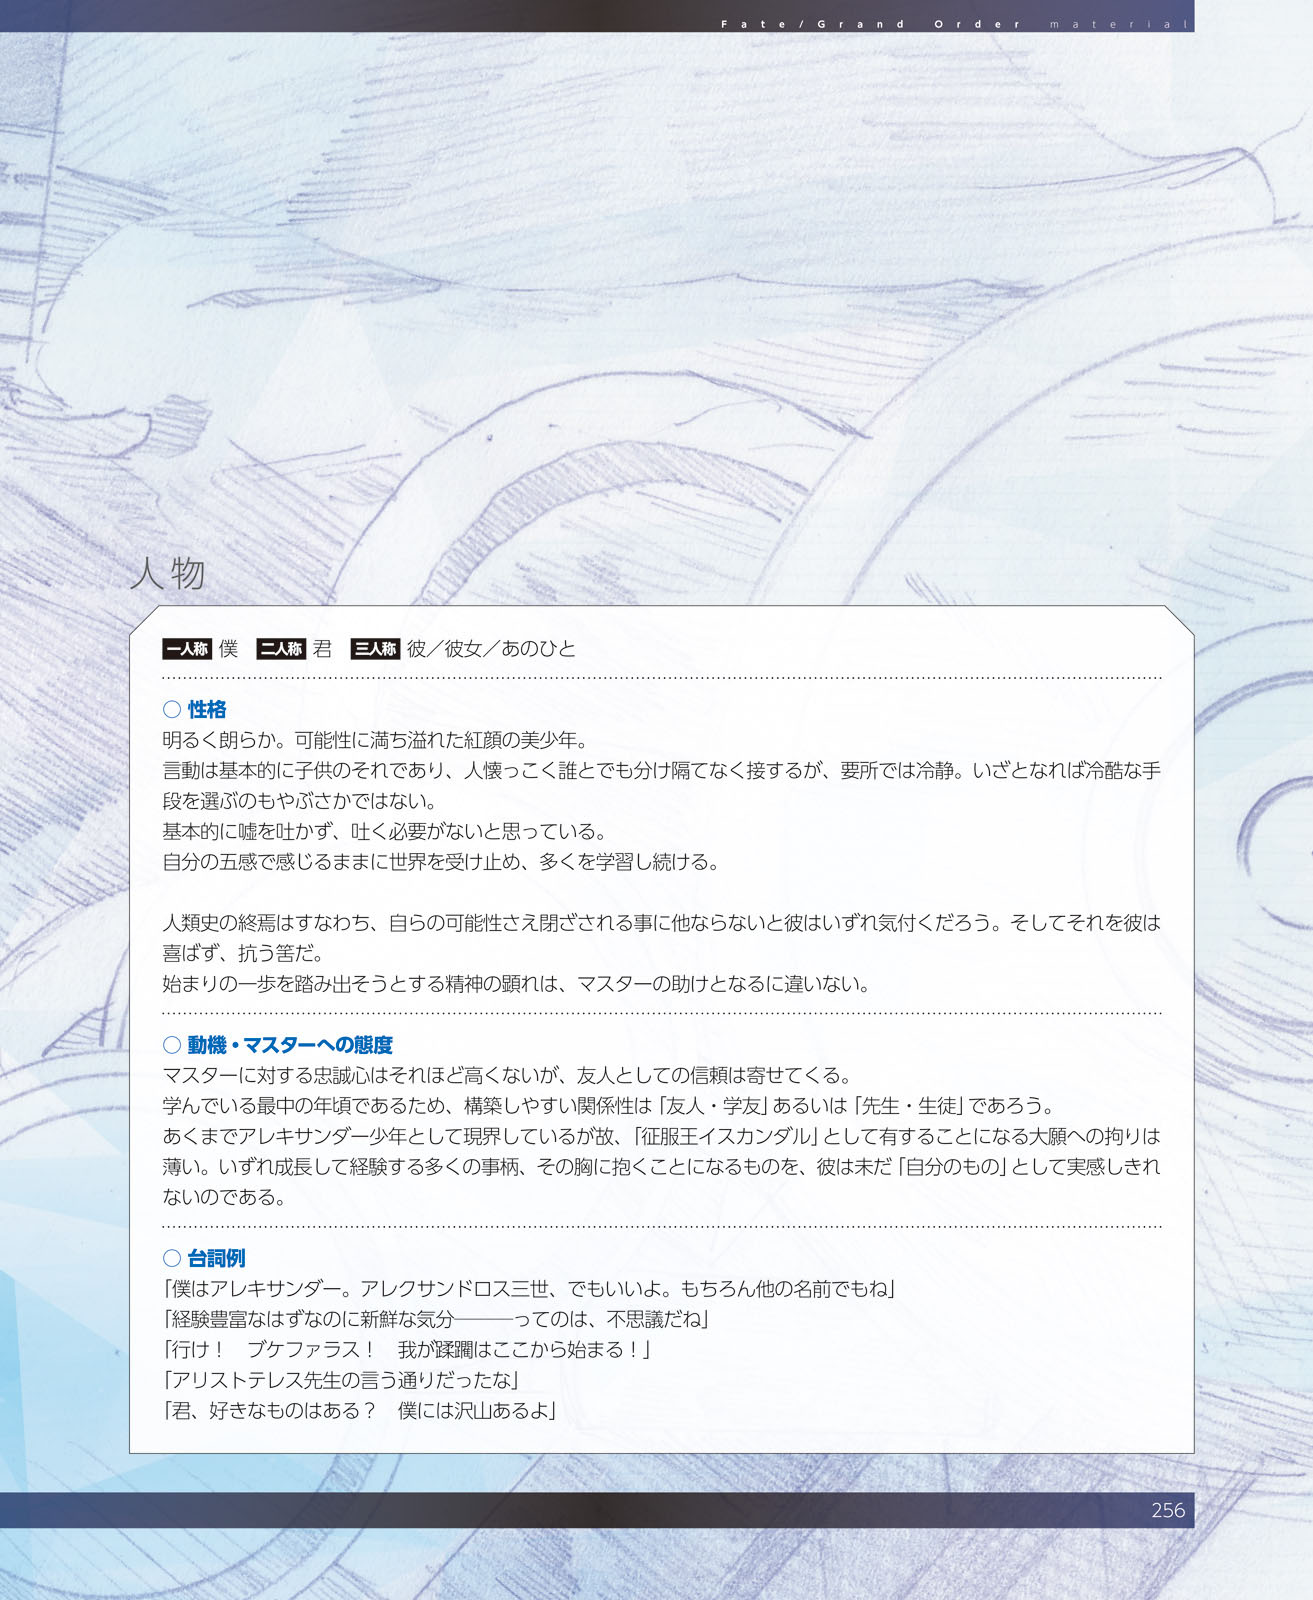 Fate/Grand Order material
人物
一人称 僕 二人称 君 三人称 彼／彼女／あのひと
○ 性格
明るく朗らか。可能性に満ち溢れた紅顔の美少年。
言動は基本的に子供のそれであり、人懐っこく誰とでも分け隔てなく接するが、要所では冷静。いざとなれば冷酷な手
段を選ぶのもやぶさかではない。
基本的に嘘を吐かず、吐く必要がないと思っている。
自分の五感で感じるままに世界を受け止め、多くを学習し続ける。
人類史の終焉はすなわち、自らの可能性さえ閉ざされる事に他ならないと彼はいずれ気付くだろう。そしてそれを彼は
喜ばず、抗う筈だ。
始まりの一歩を踏み出そうとする精神の顕れは、マスターの助けとなるに違いない。
○ 動機・マスターへの態度
マスターに対する忠誠心はそれほど高くないが、友人としての信頼は寄せてくる。
学んでいる最中の年頃であるため、構築しやすい関係性は「友人・学友」あるいは「先生・生徒」であろう。
あくまでアレキサンダー少年として現界しているが故、「征服王イスカンダル」として有することになる大願への拘りは
薄い。いずれ成長して経験する多くの事柄、その胸に抱くことになるものを、彼は未だ「自分のもの」として実感しきれ
ないのである。
○ 台詞例
「僕はアレキサンダー。アレクサンドロス三世、でもいいよ。もちろん他の名前でもね」
「経験豊富なはずなのに新鮮な気分───ってのは、不思議だね」
「行け！　ブケファラス！　我が蹂躙はここから始まる！」
「アリストテレス先生の言う通りだったな」
「君、好きなものはある？　僕には沢山あるよ」
256